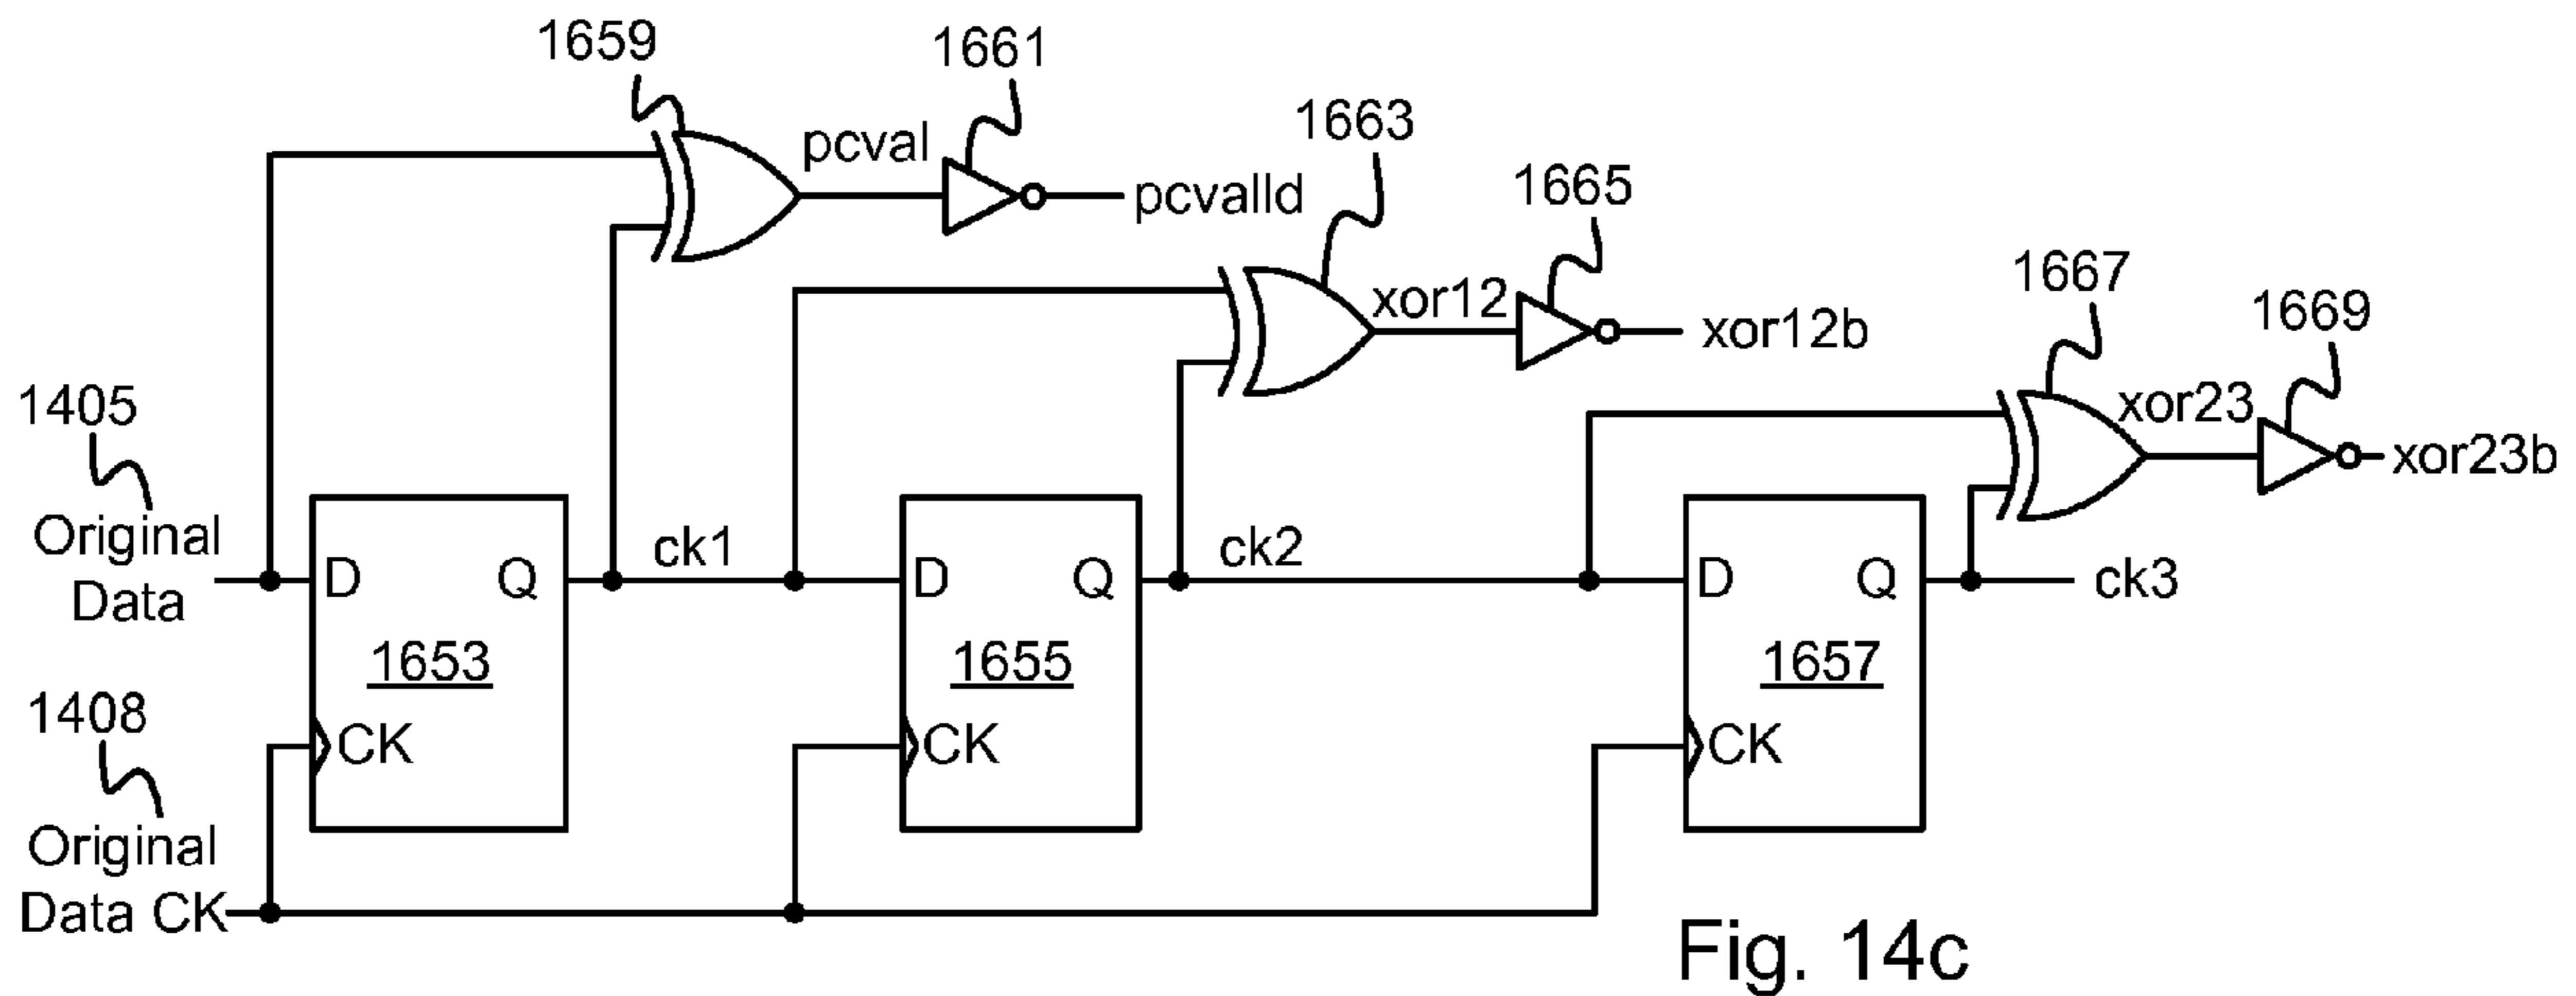 1659
1661
1663
pcval
1665
pcvalld
1667
xor12
1669
xor12b
xor23
1405
xor23b
Original
Data
D
Q
ck1
D
Q
ck2
D
Q
ck3
1653
1655
1657
1408
CK
CK
CK
Original
Data CK
Fig. 14c